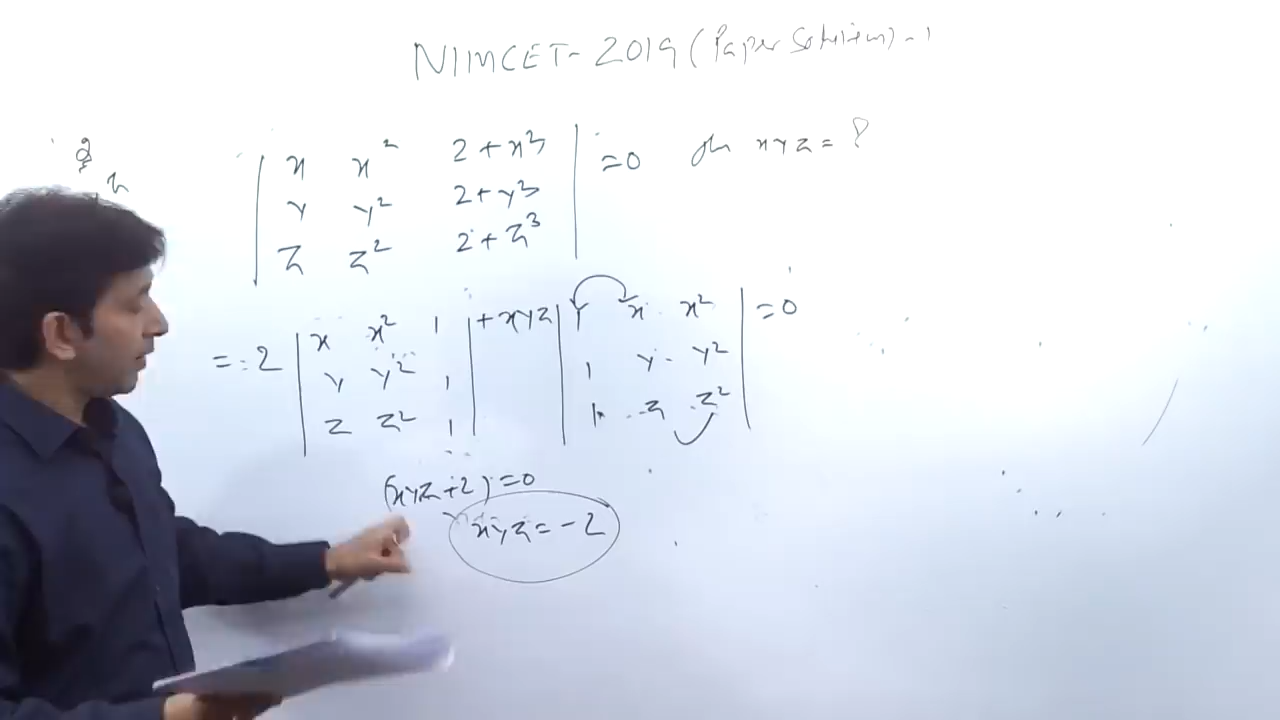 NIMCET-2019 (Paper Solution)-1
x x² 2+x³
y y² 2+y³ =0 xyz=?
z z² 2+z³
=2 | x x² 1 | +xyz | 1 x x² | =0
y y² 1 1 y y²
z z² 1 1 z z²
(xyz+2)=0
xyz=-2